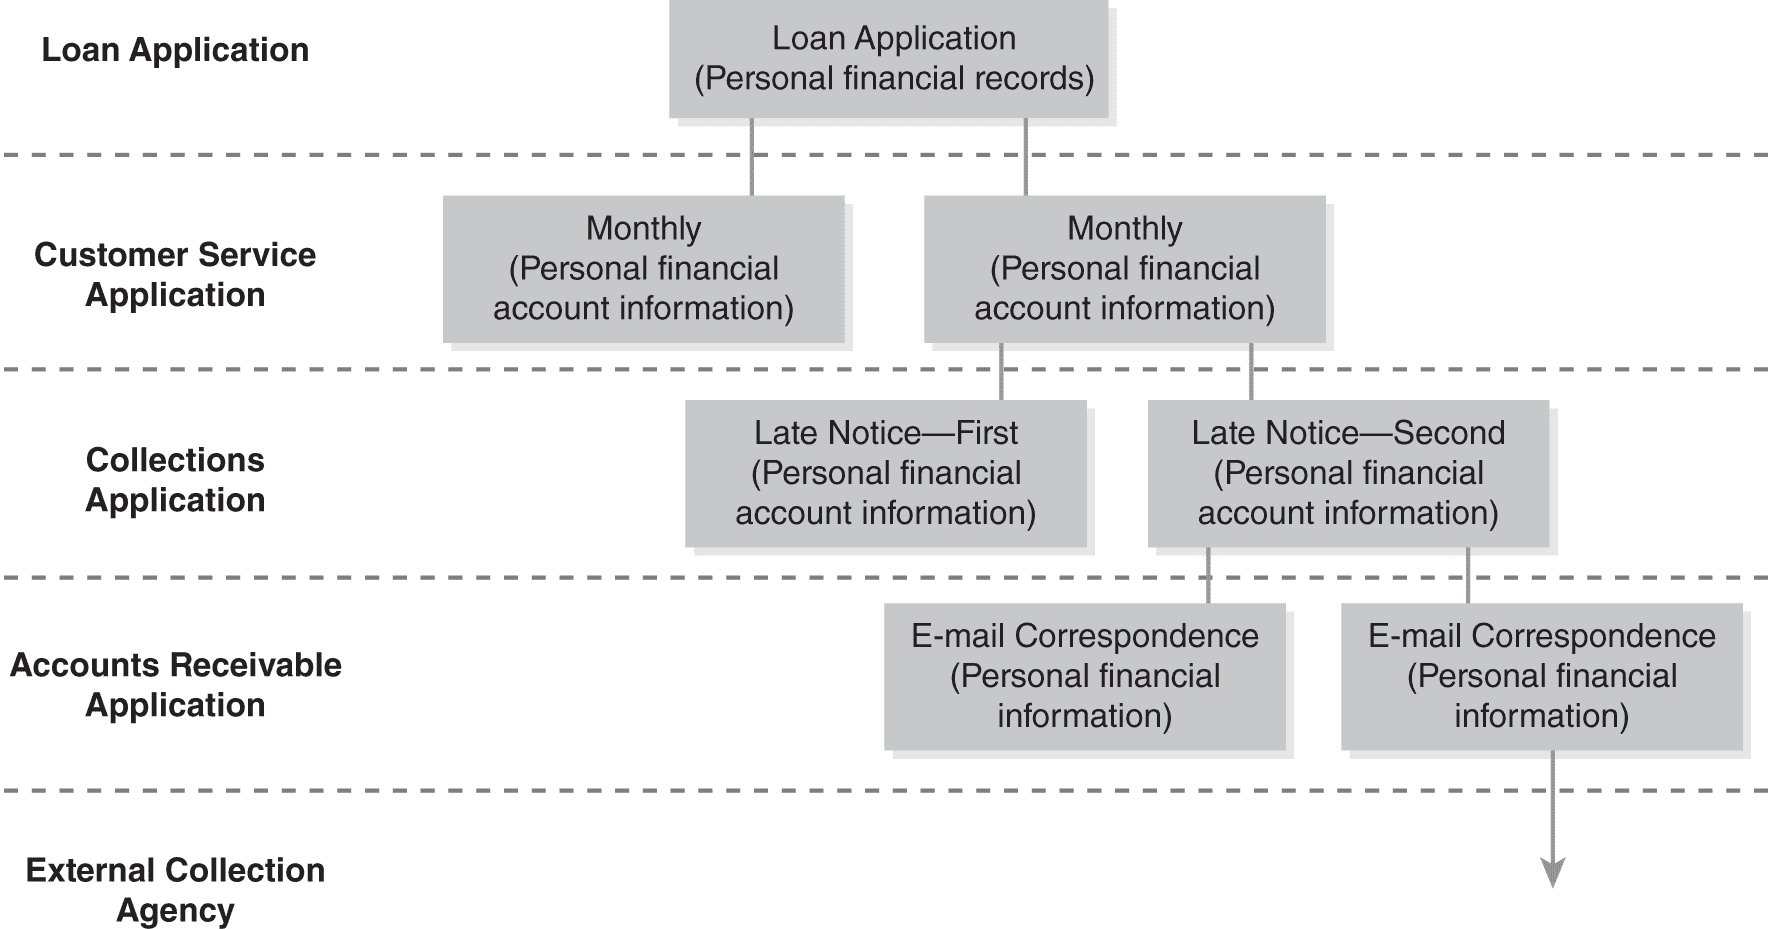 Loan Application
Loan Application
(Personal financial records)
Customer Service
Application
Monthly
(Personal financial
account information)
Monthly
(Personal financial
account information)
Collections
Application
Late Notice—First
(Personal financial
account information)
Late Notice—Second
(Personal financial
account information)
Accounts Receivable
Application
E-mail Correspondence
(Personal financial
information)
E-mail Correspondence
(Personal financial
information)
External Collection
Agency